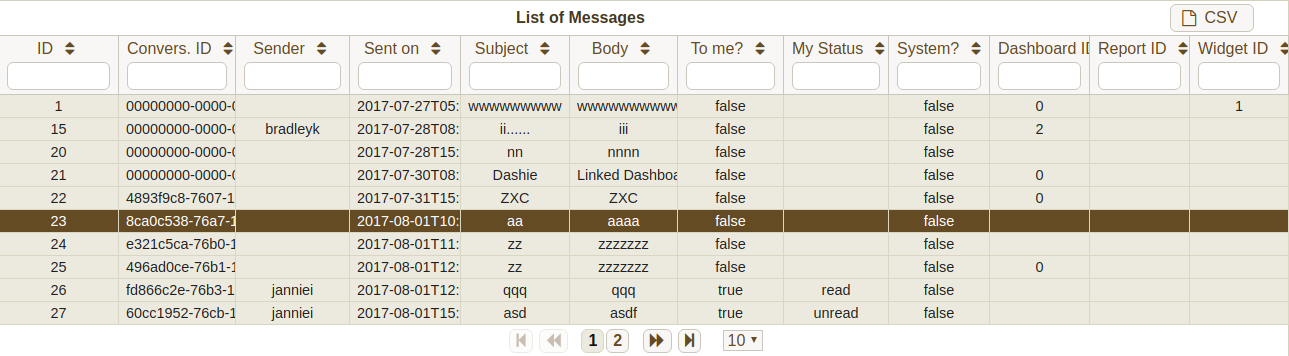 List of Messages CSV
ID Convers. ID Sender Sent on Subject Body To me? My Status System? Dashboard ID Report ID Widget ID
1 00000000-0000-0 2017-07-27T05: wwwwwwwww wwwwwwwwww false false 0 1
15 00000000-0000-0 bradleyk 2017-07-28T08: ii...... iii false false 2
20 00000000-0000-0 2017-07-28T15: nn nnnn false false
21 00000000-0000-0 2017-07-30T08: Dashie Linked Dashboa false false 0
22 4893f9c8-7607-1 2017-07-31T15: ZXC ZXC false false 0
23 8ca0c538-76a7-1 2017-08-01T10: aa aaaa false false
24 e321c5ca-76b0-1 2017-08-01T11: zz zzzzzzz false false
25 496ad0ce-76b1-1 2017-08-01T12: zz zzzzzzz false false 0
26 fd866c2e-76b3-1 janniei 2017-08-01T12: qqq qqq true read false
27 60cc1952-76cb-1 janniei 2017-08-01T15: asd asdf true unread false
1 2 10